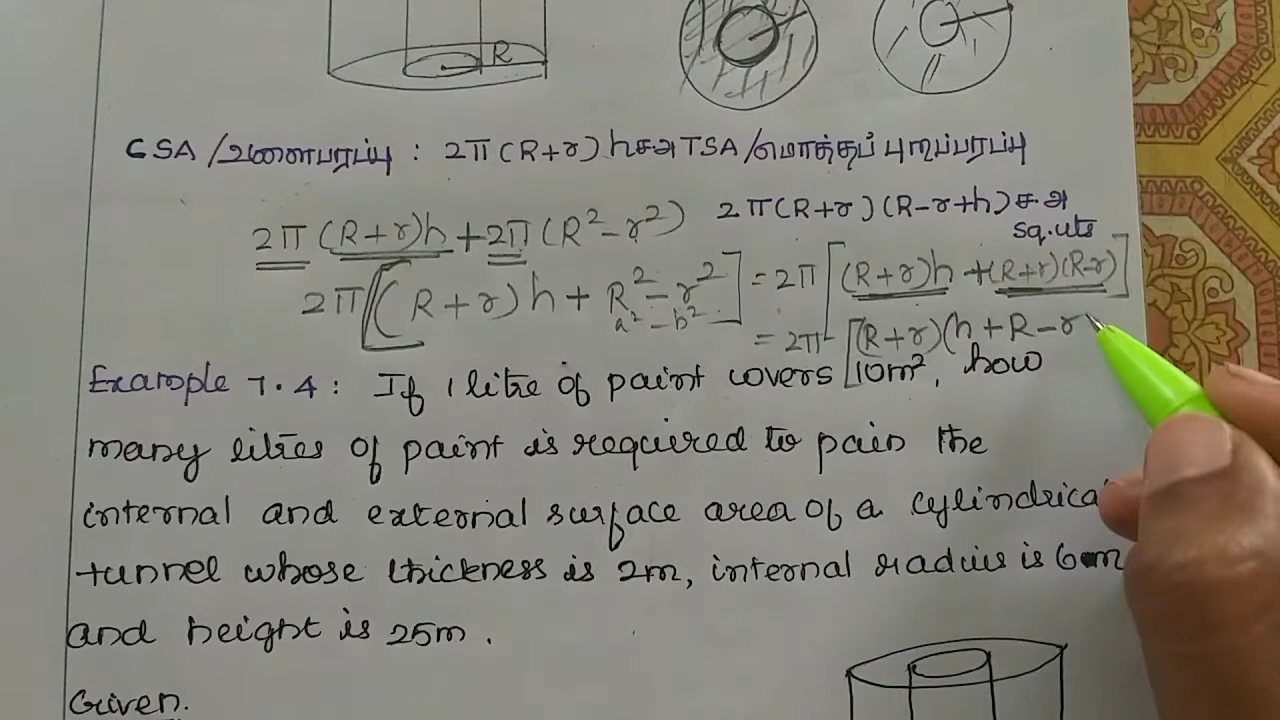 R
CSA / வளைபரப்பு : 2π (R+r) h ச.அ TSA / மொத்தப் புறப்பரப்பு
2π(R+r)(R-r+h) ச.அ
sq.uts
2π (R+r)h + 2π (R² - r²)
2π [(R+r)h + R² - r²] = 2π [(R+r)h + (R+r)(R-r)]
a² - b²
= 2π [(R+r)(h+R-r
Example 7.4 : If 1 litre of paint covers 10m², how
many litres of paint is required to pain the
internal and external surface area of a cylindrica
tunnel whose thickness is 2m, internal radius is 6m
and height is 25m.
Given.